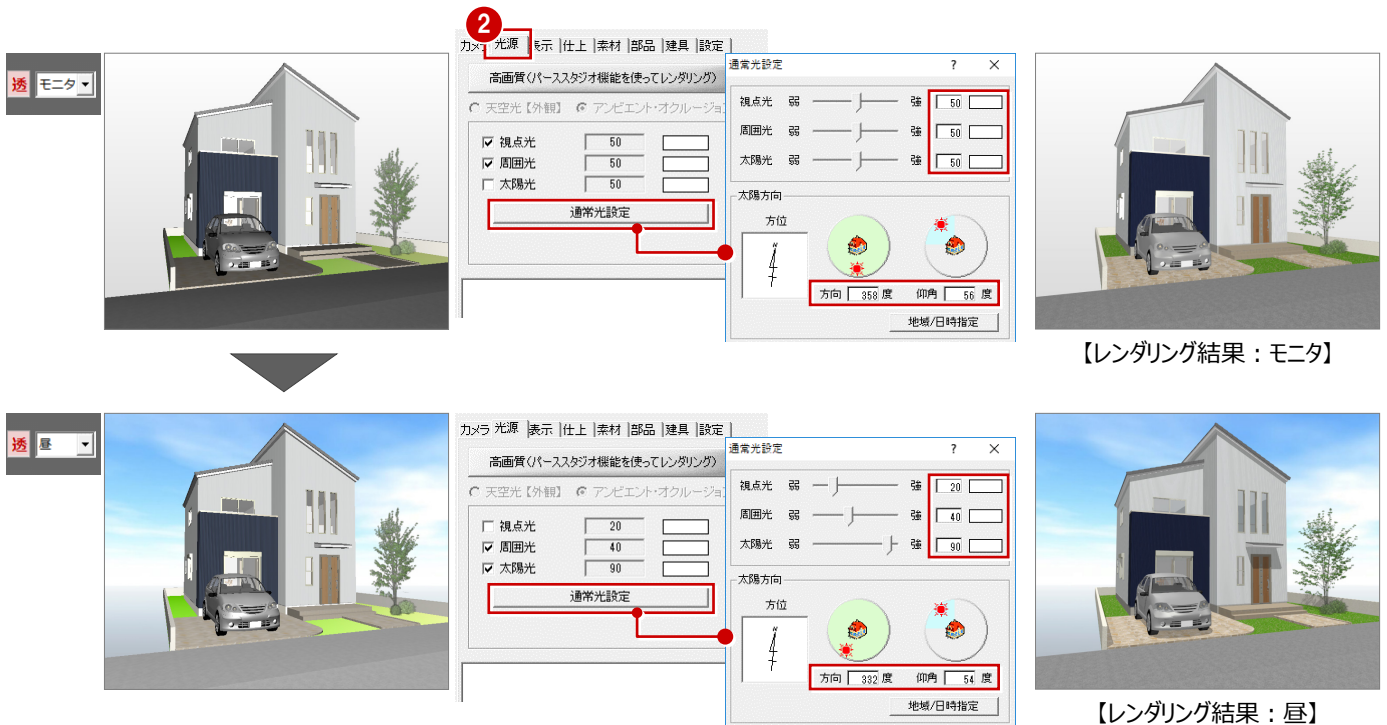 2
透 モニタ
カメラ 光源 表示 仕上 素材 部品 建具 設定
高画質(パーススタジオ機能を使ってレンダリング)
天空光【外観】 アンビエント・オクルージョ
視点光 50
周囲光 50
太陽光 50
通常光設定
通常光設定 ? ×
視点光 弱 強 50
周囲光 弱 強 50
太陽光 弱 強 50
太陽方向
方位
N
方向 358 度 仰角 56 度
地域/日時指定
【レンダリング結果：モニタ】
透 昼
カメラ 光源 表示 仕上 素材 部品 建具 設定
高画質(パーススタジオ機能を使ってレンダリング)
天空光【外観】 アンビエント・オクルージョ
視点光 20
周囲光 40
太陽光 90
通常光設定
通常光設定 ? ×
視点光 弱 強 20
周囲光 弱 強 40
太陽光 弱 強 90
太陽方向
方位
N
方向 332 度 仰角 54 度
地域/日時指定
【レンダリング結果：昼】